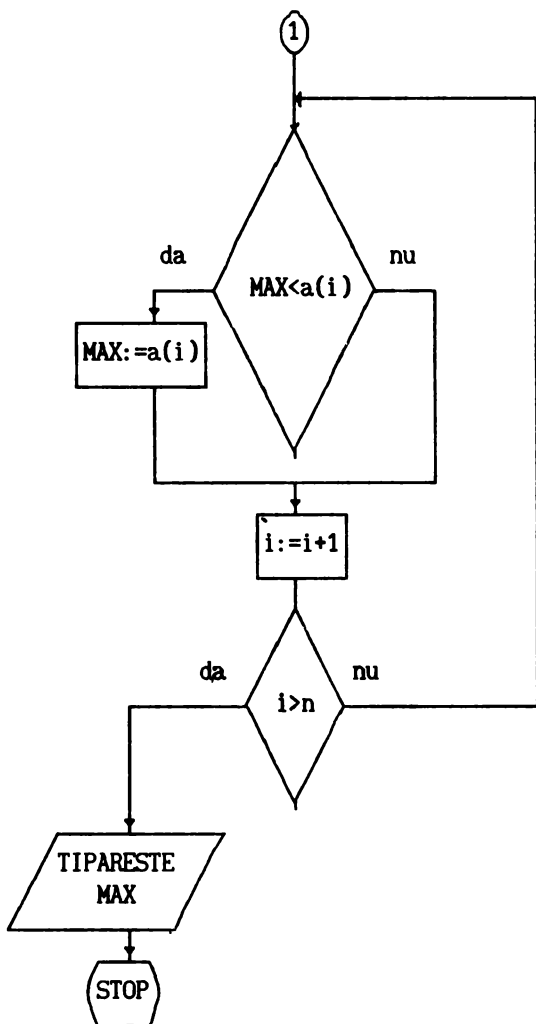 1
da
nu
MAX<a(i)
MAX:=a(i)
i:=i+1
da
nu
i>n
TIPARESTE
MAX
STOP